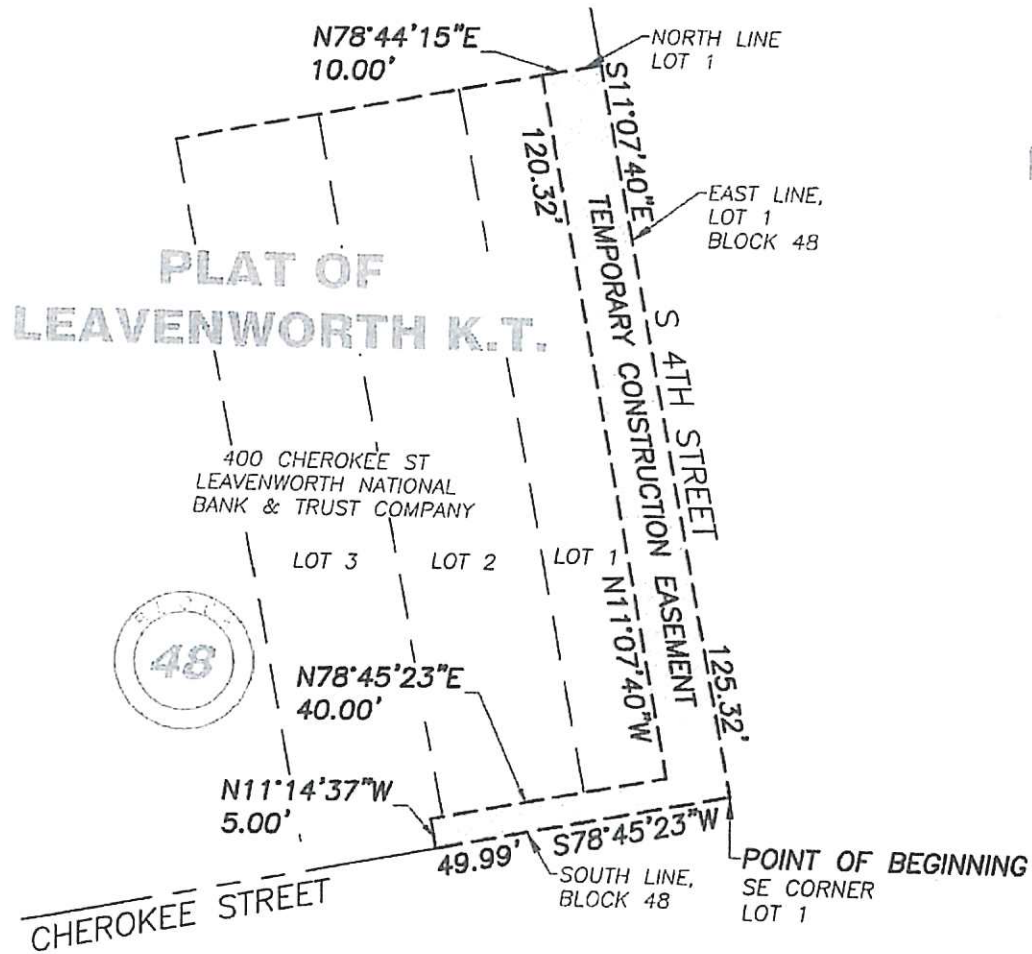 N78°44'15"E
10.00'
NORTH LINE
LOT 1
S11°07'40"E
120.32'
EAST LINE,
LOT 1
BLOCK 48
TEMPORARY CONSTRUCTION EASEMENT
S 4TH STREET
PLAT OF
LEAVENWORTH K.T.
400 CHEROKEE ST
LEAVENWORTH NATIONAL
BANK & TRUST COMPANY
LOT 3
LOT 2
LOT 1
N11°07'40"W
125.32'
BLOCK
48
N78°45'23"E
40.00'
N11°14'37"W
5.00'
49.99'
S78°45'23"W
SOUTH LINE,
BLOCK 48
POINT OF BEGINNING
SE CORNER
LOT 1
CHEROKEE STREET